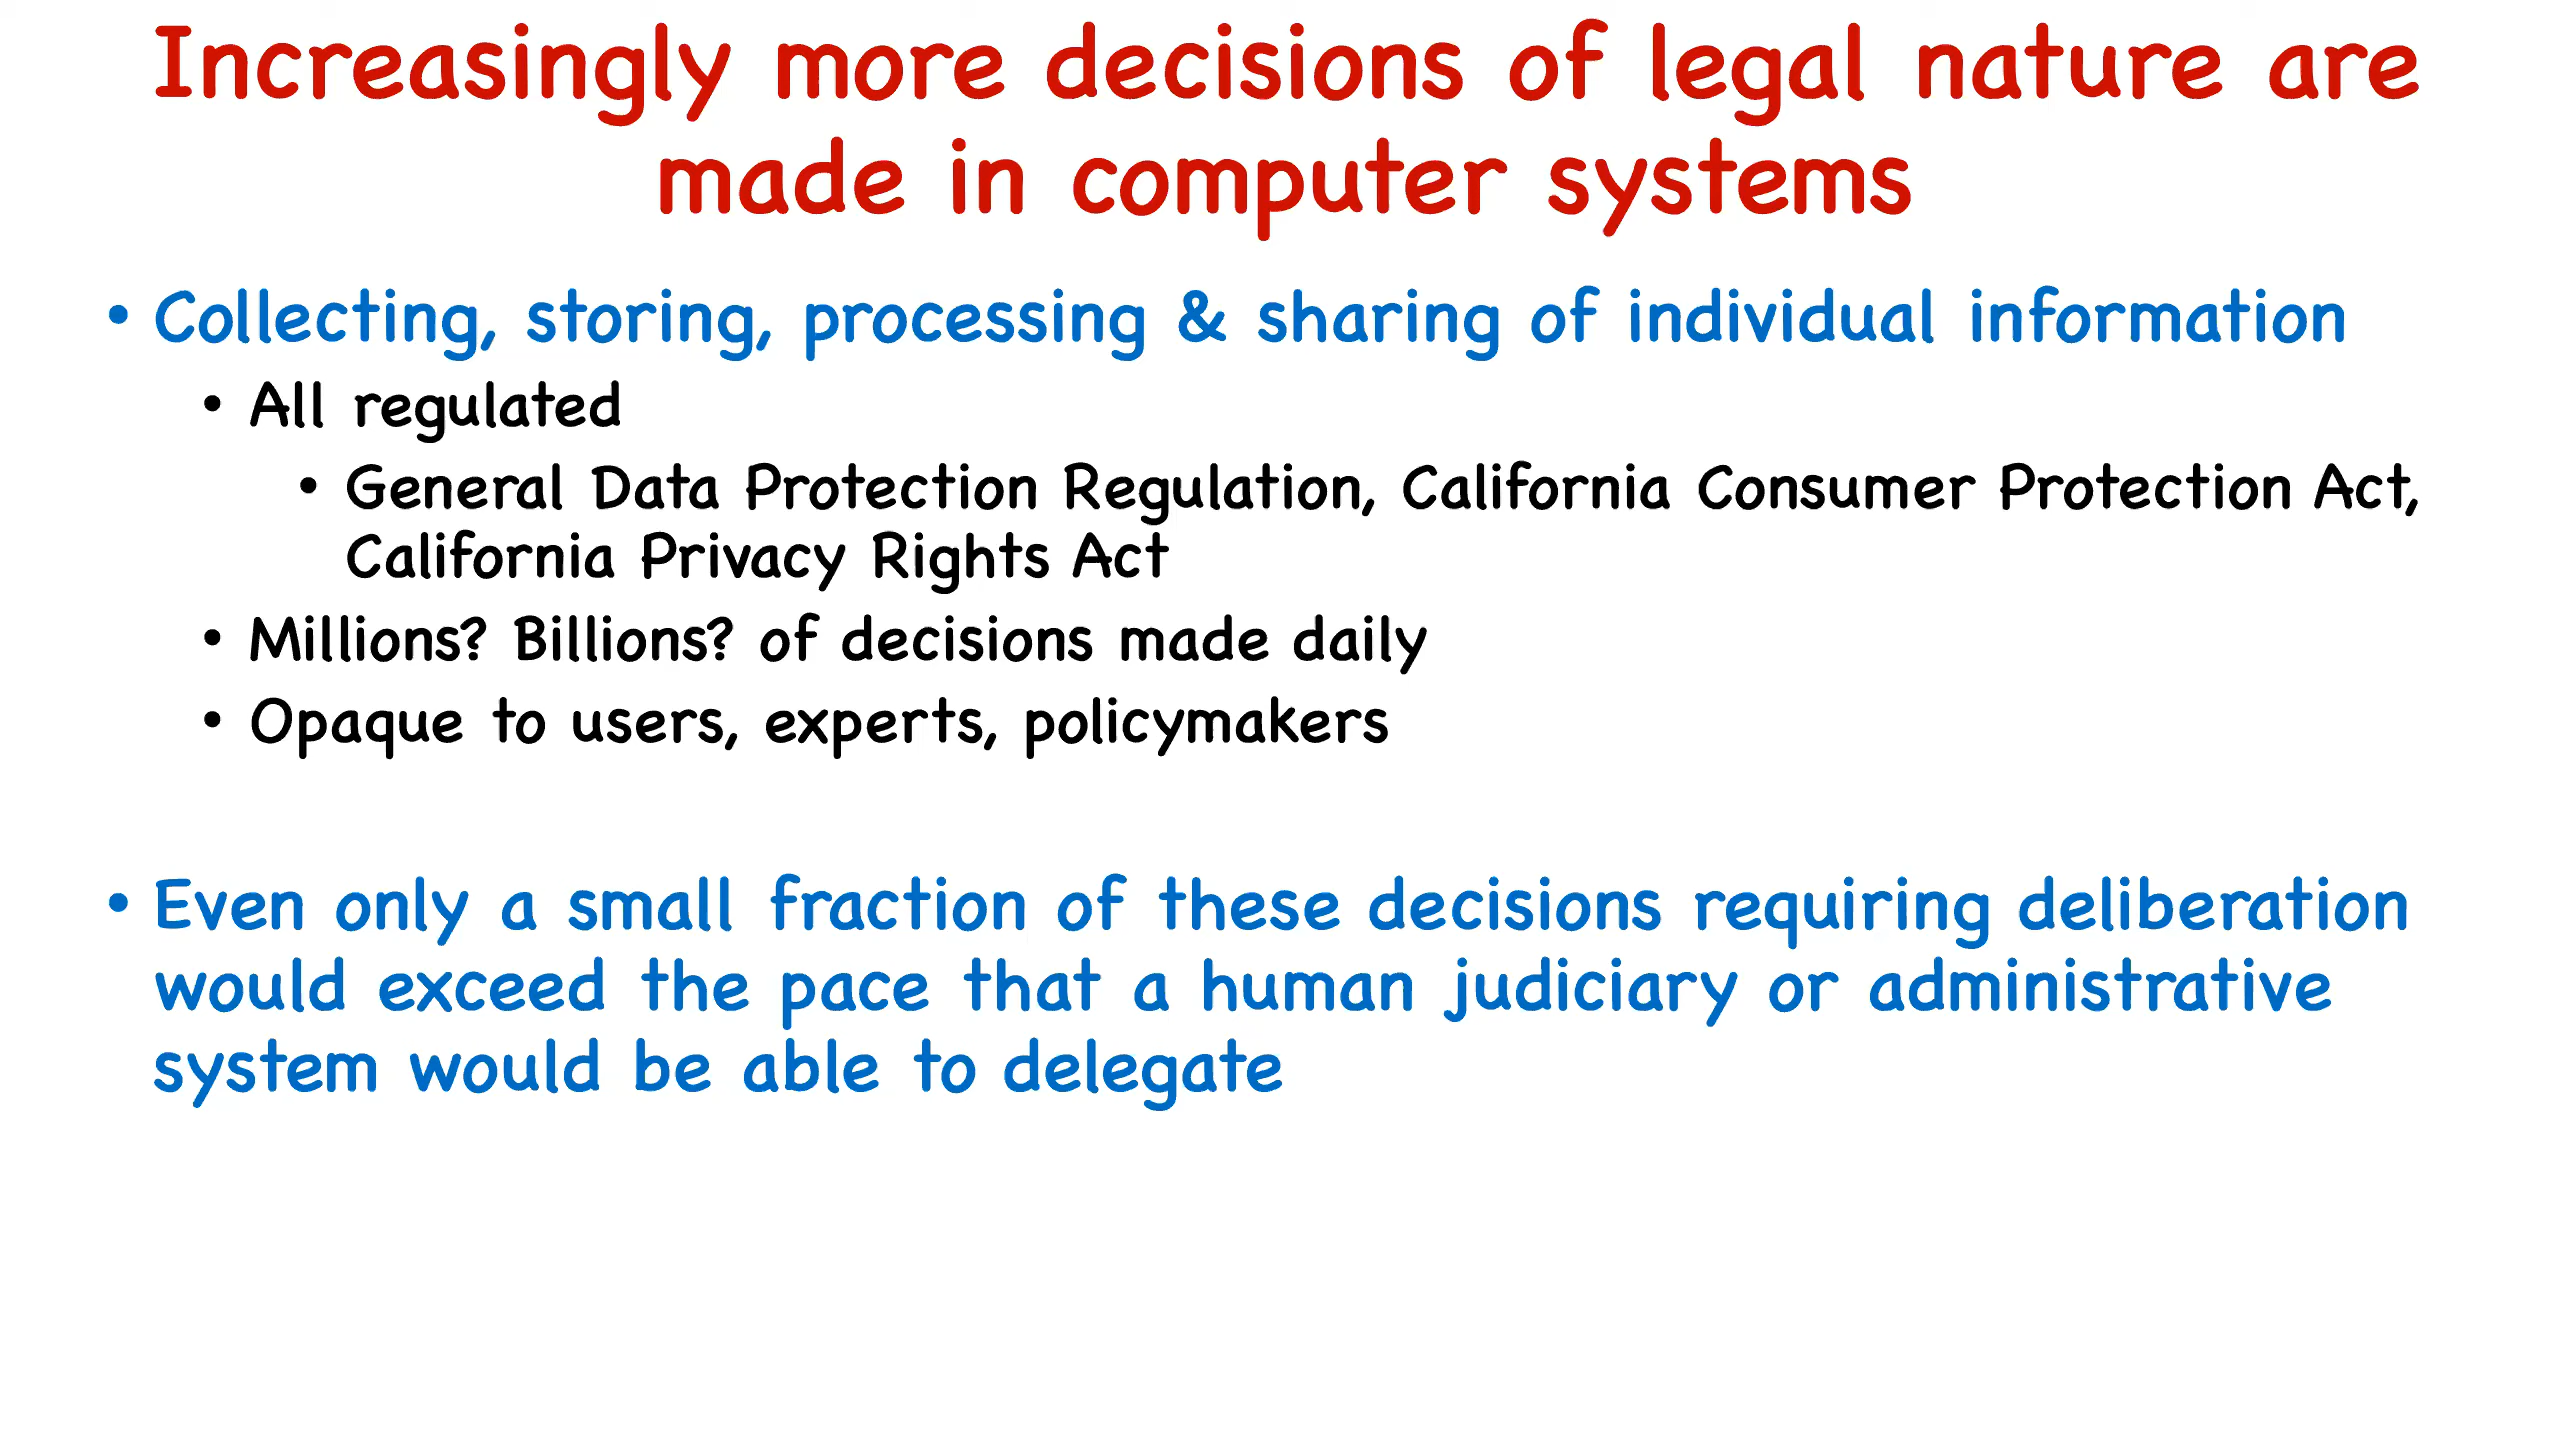 Increasingly more decisions of legal nature are
made in computer systems
• Collecting, storing, processing & sharing of individual information
• All regulated
• General Data Protection Regulation, California Consumer Protection Act,
California Privacy Rights Act
• Millions? Billions? of decisions made daily
• Opaque to users, experts, policymakers
• Even only a small fraction of these decisions requiring deliberation
would exceed the pace that a human judiciary or administrative
system would be able to delegate